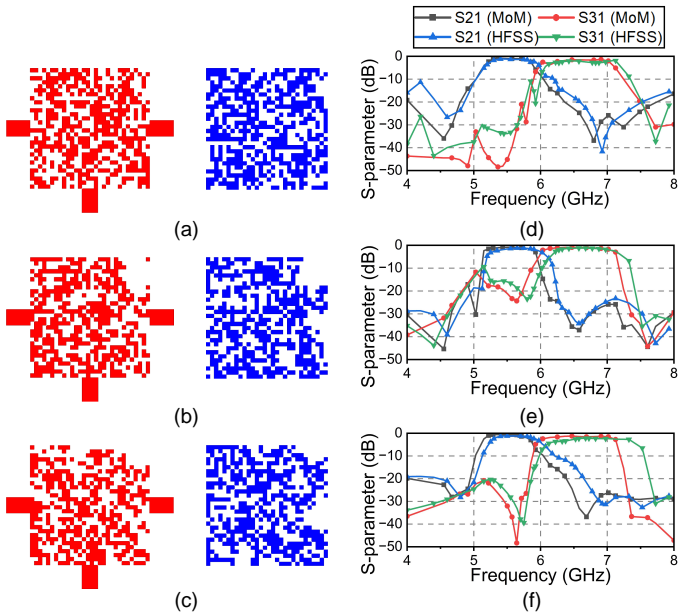 S21 (MoM) S31 (MoM)
S21 (HFSS) S31 (HFSS)
0
−10
−20
−30
−40
−50
S-parameter (dB)
4 5 6 7 8
Frequency (GHz)
(a) (d)
0
−10
−20
−30
−40
−50
S-parameter (dB)
4 5 6 7 8
Frequency (GHz)
(b) (e)
0
−10
−20
−30
−40
−50
S-parameter (dB)
4 5 6 7 8
Frequency (GHz)
(c) (f)